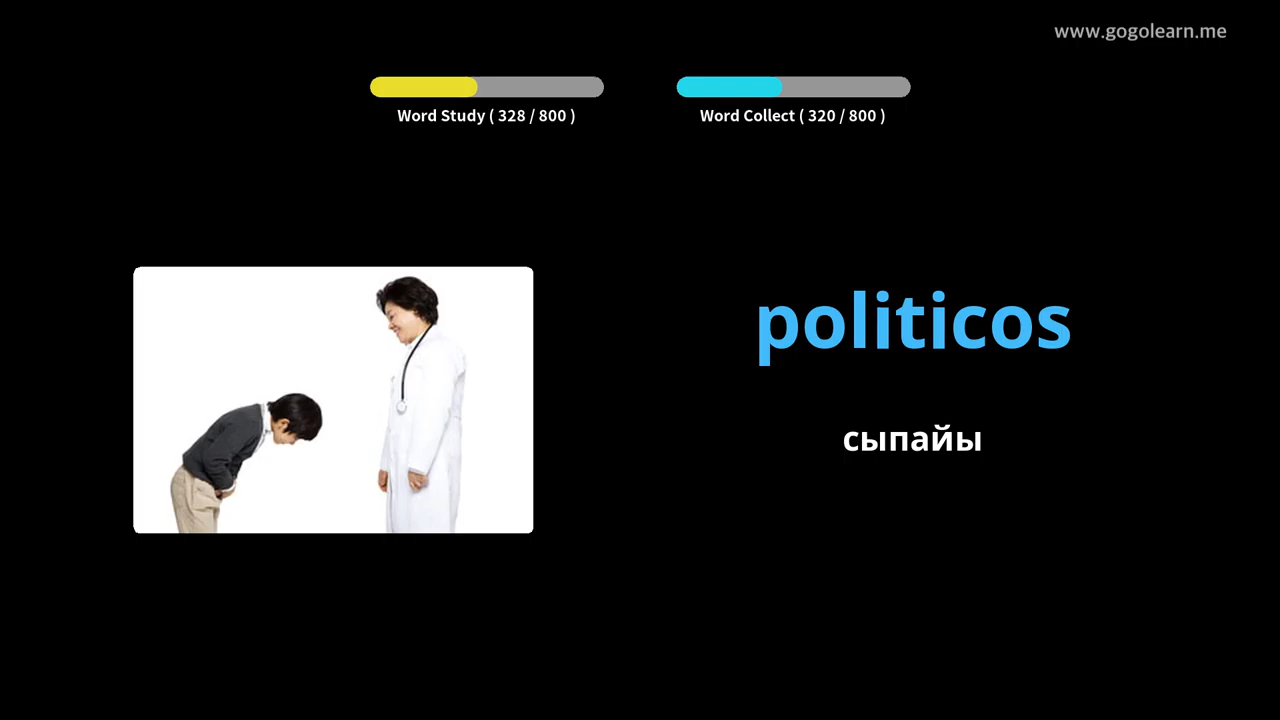 www.gogolearn.me
Word Study ( 328 / 800 )
Word Collect ( 320 / 800 )
politicos
сыпайы